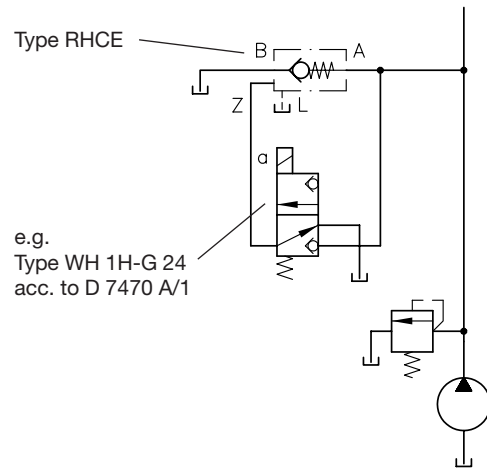 Type RHCE
B
A
Z
L
a
e.g.
Type WH 1H-G 24
acc. to D 7470 A/1